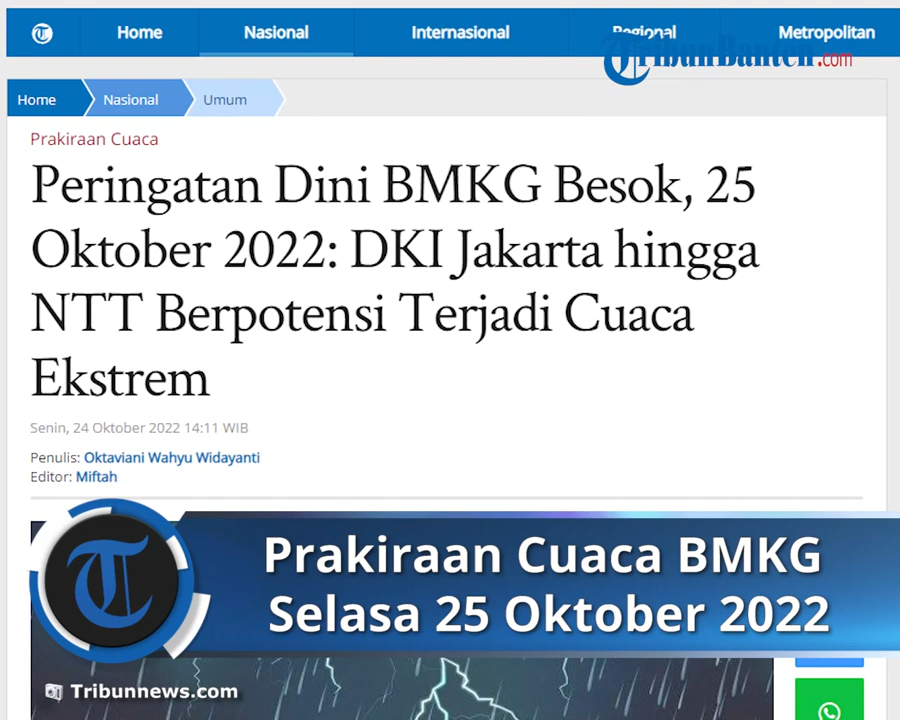 Home Nasional Internasional Regional Metropolitan
TribunBanten.com
Home Nasional Umum
Prakiraan Cuaca
Peringatan Dini BMKG Besok, 25
Oktober 2022: DKI Jakarta hingga
NTT Berpotensi Terjadi Cuaca
Ekstrem
Senin, 24 Oktober 2022 14:11 WIB
Penulis: Oktaviani Wahyu Widayanti
Editor: Miftah
Prakiraan Cuaca BMKG
Selasa 25 Oktober 2022
Tribunnews.com